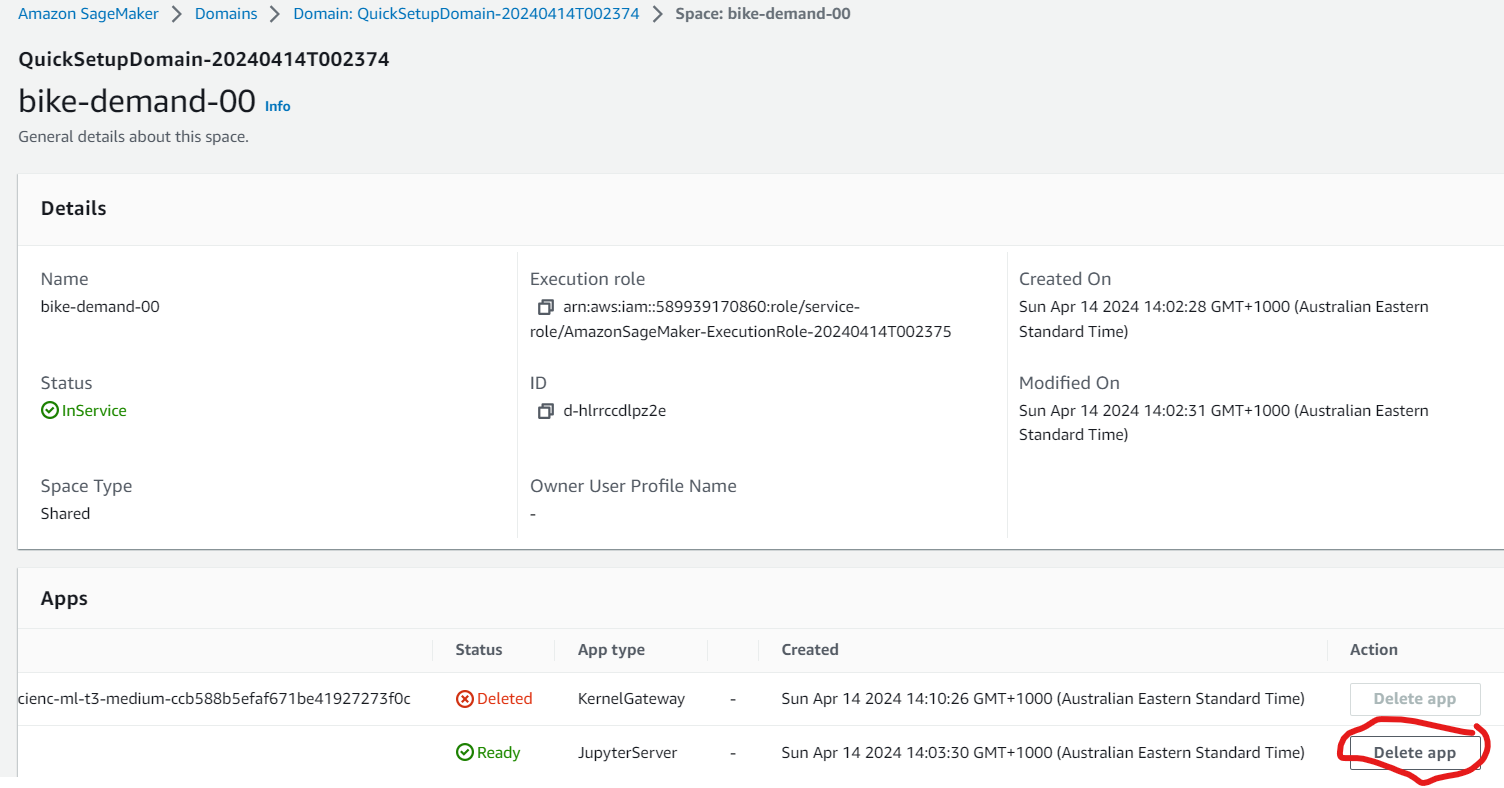 Amazon SageMaker > Domains > Domain: QuickSetupDomain-20240414T002374 > Space: bike-demand-00
QuickSetupDomain-20240414T002374
bike-demand-00 Info
General details about this space.
Details
Name
bike-demand-00
Execution role
arn:aws:iam::589939170860:role/service-
role/AmazonSageMaker-ExecutionRole-20240414T002375
Created On
Sun Apr 14 2024 14:02:28 GMT+1000 (Australian Eastern
Standard Time)
Status
InService
ID
d-hlrrccdlpz2e
Modified On
Sun Apr 14 2024 14:02:31 GMT+1000 (Australian Eastern
Standard Time)
Space Type
Shared
Owner User Profile Name
-
Apps
Status App type Created Action
cienc-ml-t3-medium-ccb588b5efaf671be41927273f0c Deleted KernelGateway - Sun Apr 14 2024 14:10:26 GMT+1000 (Australian Eastern Standard Time) Delete app
Ready JupyterServer - Sun Apr 14 2024 14:03:30 GMT+1000 (Australian Eastern Standard Time) Delete app